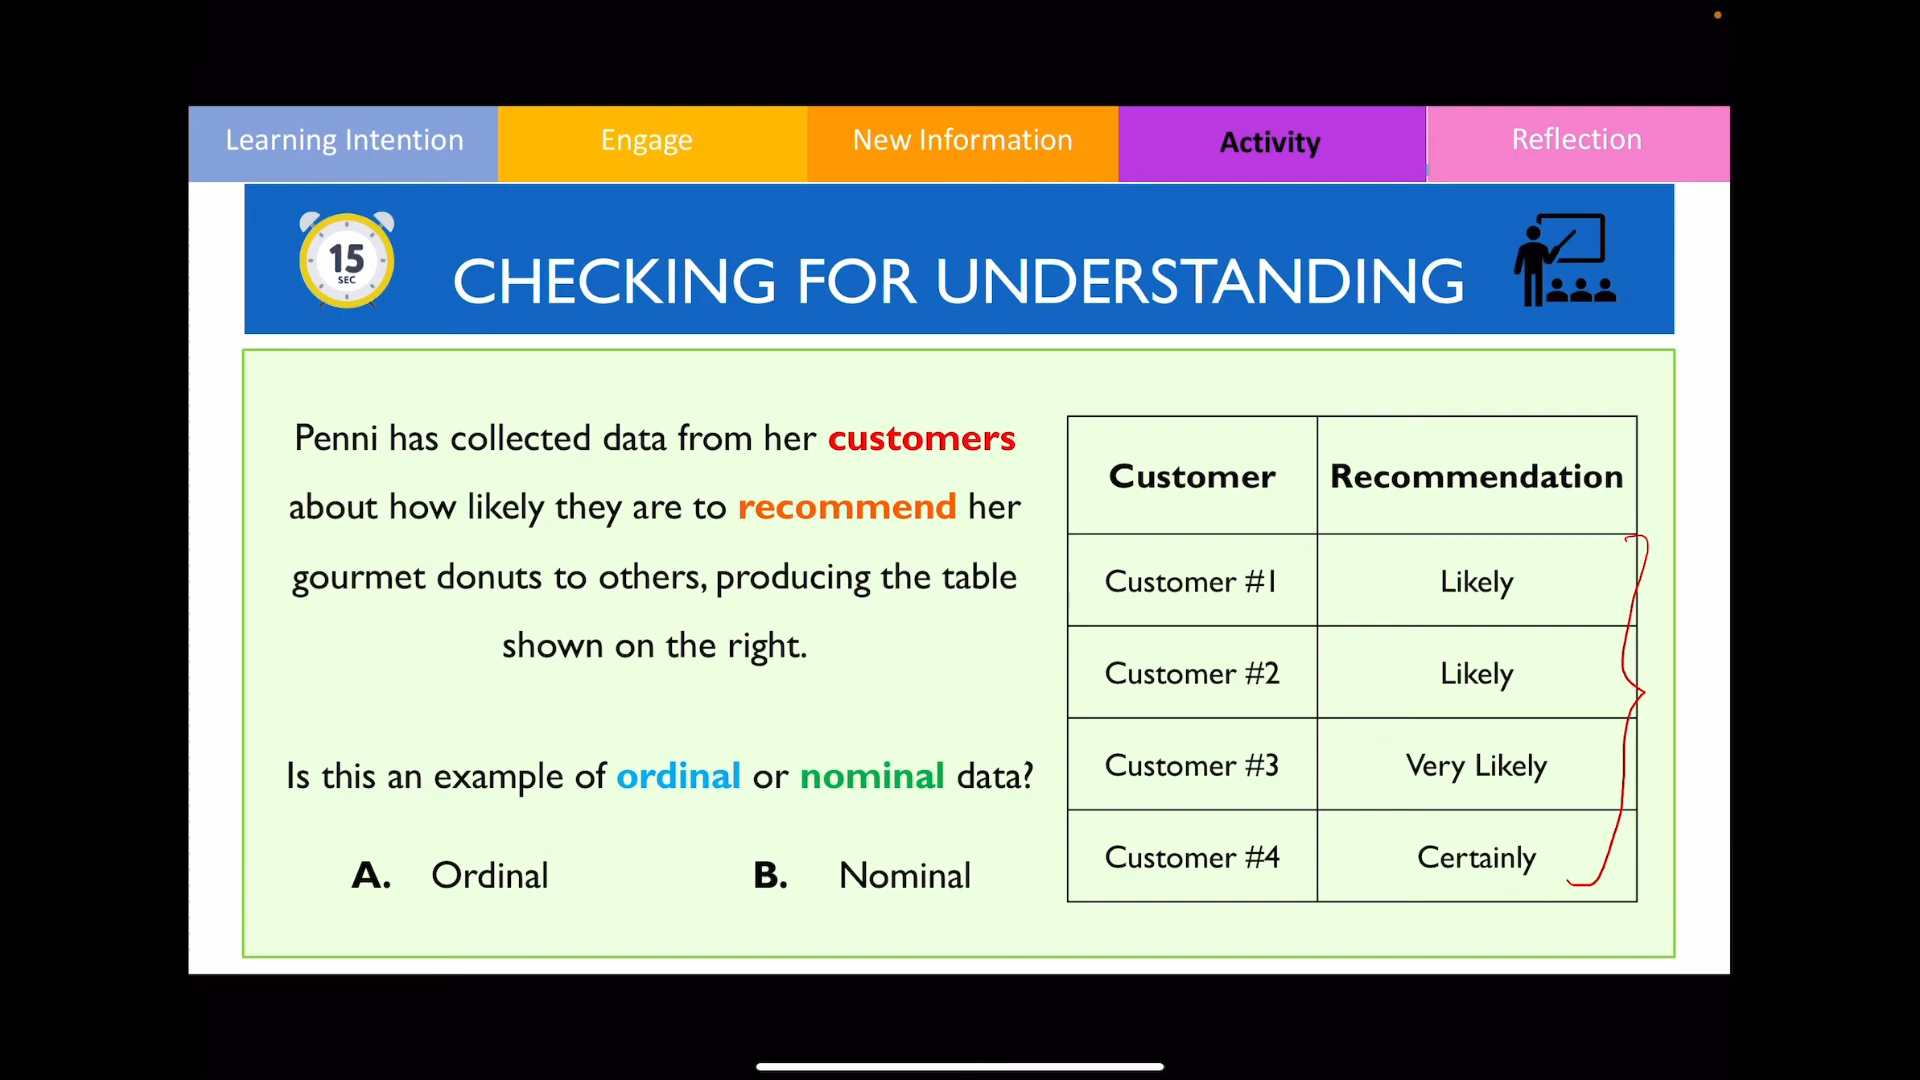 Learning Intention
Engage
New Information
Activity
Reflection
15
SEC
CHECKING FOR UNDERSTANDING
Penni has collected data from her customers
about how likely they are to recommend her
gourmet donuts to others, producing the table
shown on the right.
Is this an example of ordinal or nominal data?
A. Ordinal
B. Nominal
Customer Recommendation
Customer #1 Likely
Customer #2 Likely
Customer #3 Very Likely
Customer #4 Certainly